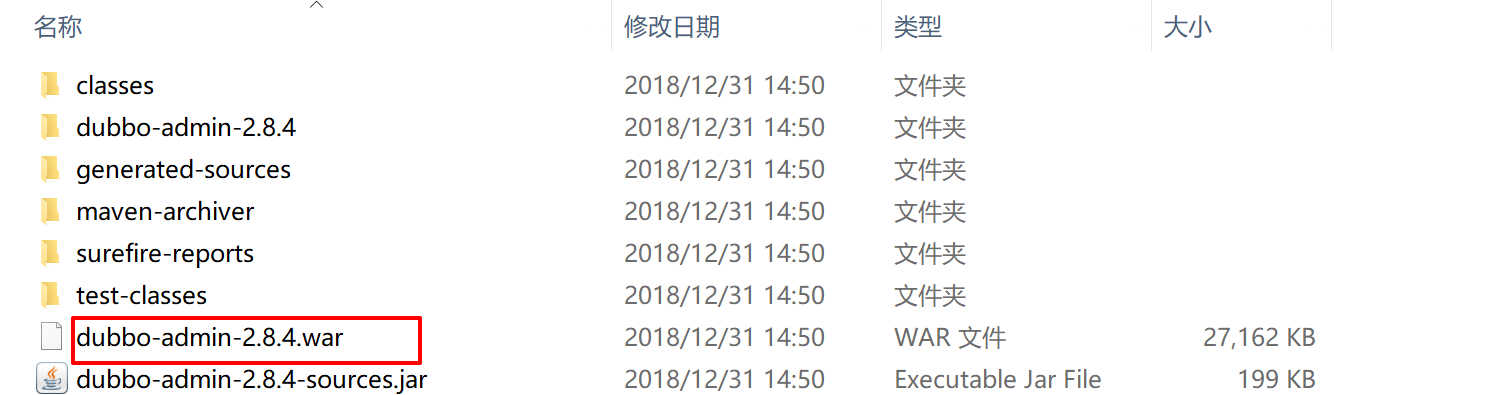 名称 修改日期 类型 大小
classes 2018/12/31 14:50 文件夹
dubbo-admin-2.8.4 2018/12/31 14:50 文件夹
generated-sources 2018/12/31 14:50 文件夹
maven-archiver 2018/12/31 14:50 文件夹
surefire-reports 2018/12/31 14:50 文件夹
test-classes 2018/12/31 14:50 文件夹
dubbo-admin-2.8.4.war 2018/12/31 14:50 WAR 文件 27,162 KB
dubbo-admin-2.8.4-sources.jar 2018/12/31 14:50 Executable Jar File 199 KB